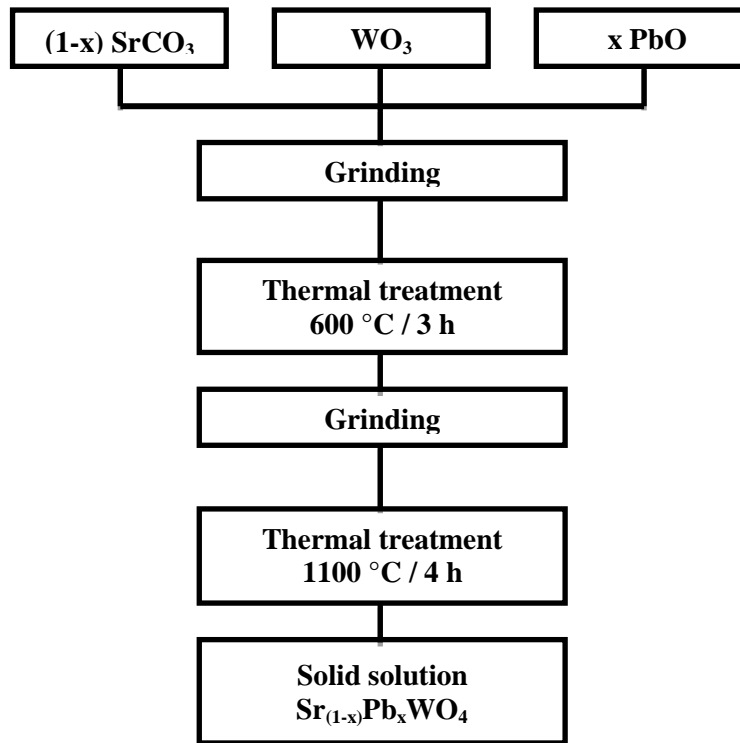 (1-x) SrCO₃
WO₃
x PbO
Grinding
Thermal treatment
600 °C / 3 h
Grinding
Thermal treatment
1100 °C / 4 h
Solid solution
Sr₍₁₋ₓ₎PbₓWO₄